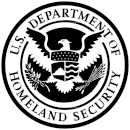 U.S. DEPARTMENT OF
HOMELAND SECURITY